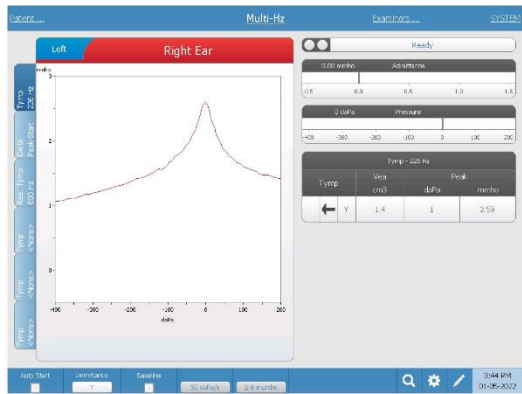 Patient ...
Multi-Hz
Examiners ...
SYSTEM
Left
Right Ear
Ready
0.00 mmho Admittance
-0.5 0.0 0.5 1.0 1.5
0 daPa Pressure
-400 -300 -200 -100 0 100 200
Tymp - 226 Hz
Tymp
Vea
cm3
Peak
daPa mmho
Y 1.4 1 2.59
Tymp
226 Hz
Peak-Start
Res. Tymp
600 Hz
Tymp
<None>
Tymp
<None>
Tymp
<None>
mmho
3
2
1
0
-400 -300 -200 -100 0 100 200
daPa
Auto Start
Immittance
Y
Baseline
50 daPa/s
≥ 6 months
3:44 PM
01-05-2022